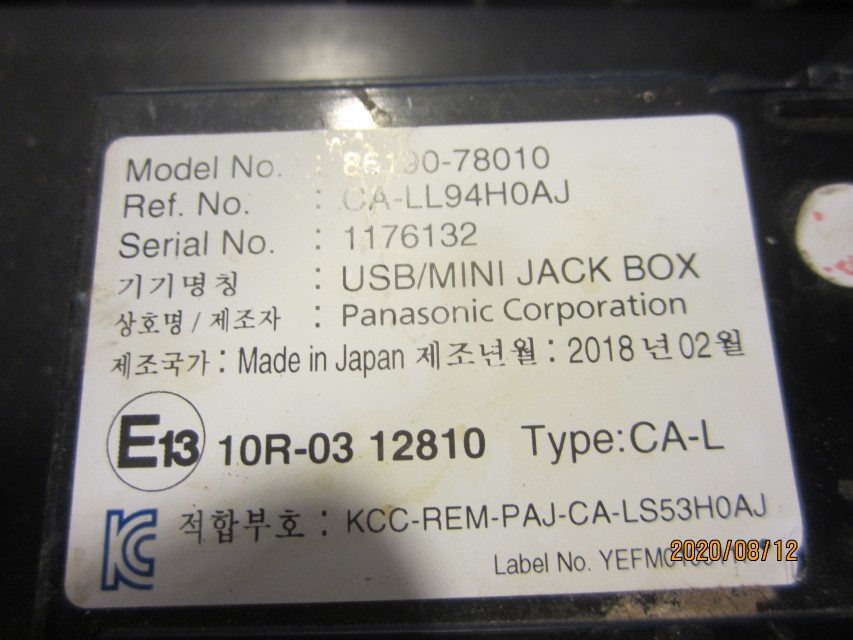 Model No. :
Ref. No. : CA-LL94H0AJ
Serial No. : 1176132
기기명칭 : USB/MINI JACK BOX
상호명 / 제조자 : Panasonic Corporation
제조국가 : Made in Japan 제조년월 : 2018 년 02 월
E13 10R-03 12810 Type:CA-L
KC 적합부호 : KCC-REM-PAJ-CA-LS53H0AJ
Label No.
2020/08/12